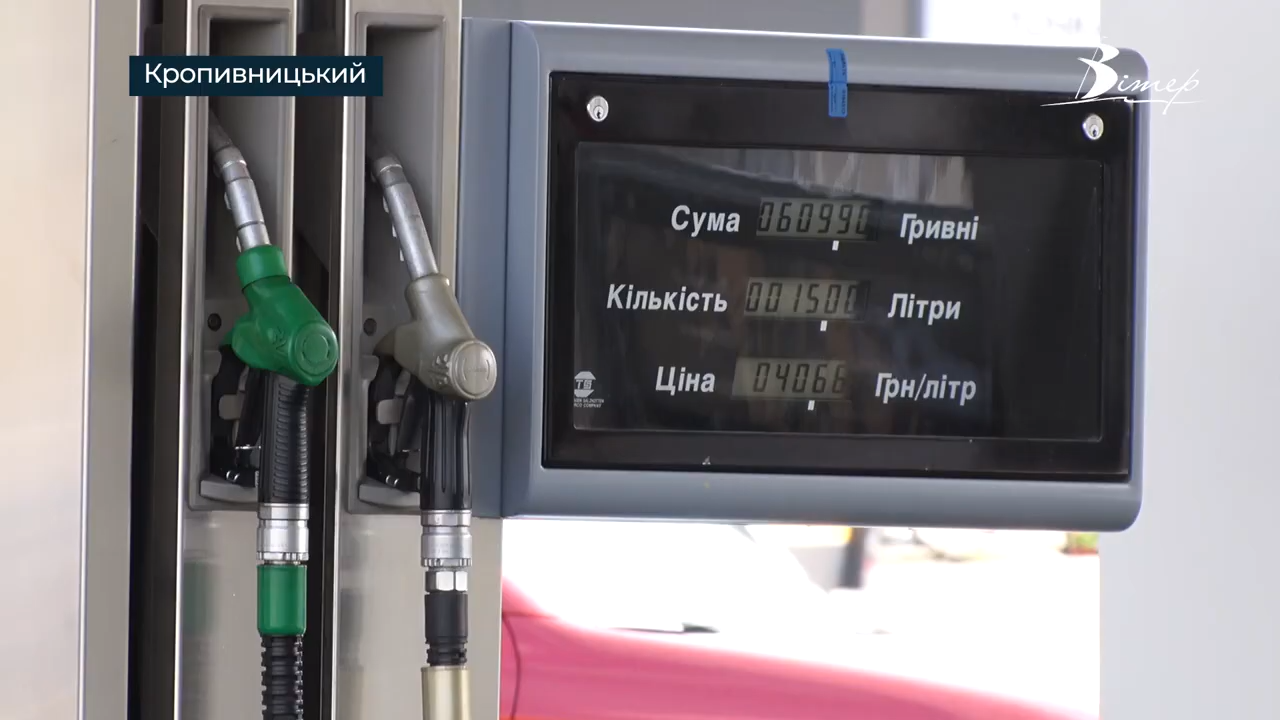 Кропивницький
Вітер
Сума 060990 Гривні
Кількість 001500 Літри
Ціна 04066 Грн/літр